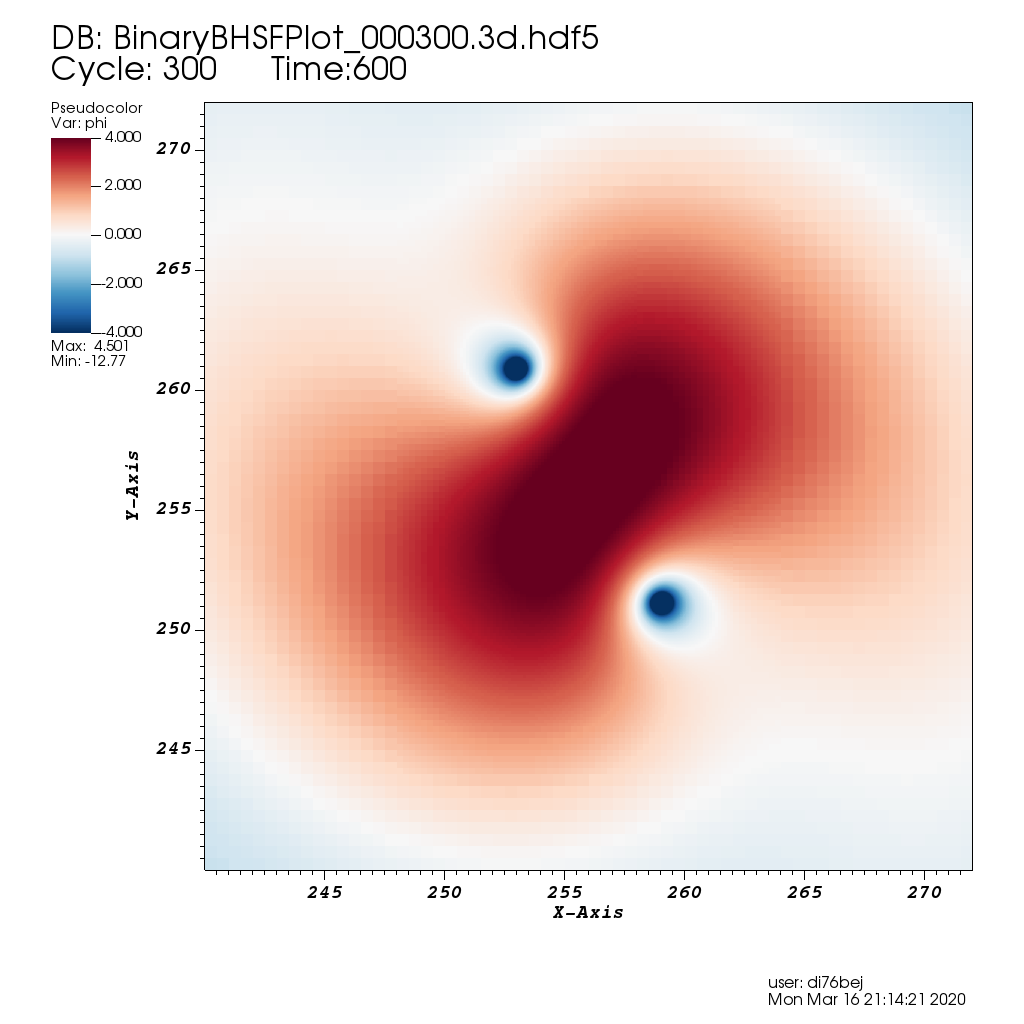 DB: BinaryBHSFPlot_000300.3d.hdf5
Cycle: 300 Time:600
Pseudocolor
Var: phi
4.000
2.000
0.000
-2.000
-4.000
Max: 4.501
Min: -12.77
270
265
260
255
250
245
Y-Axis
245 250 255 260 265 270
X-Axis
user: di76bej
Mon Mar 16 21:14:21 2020